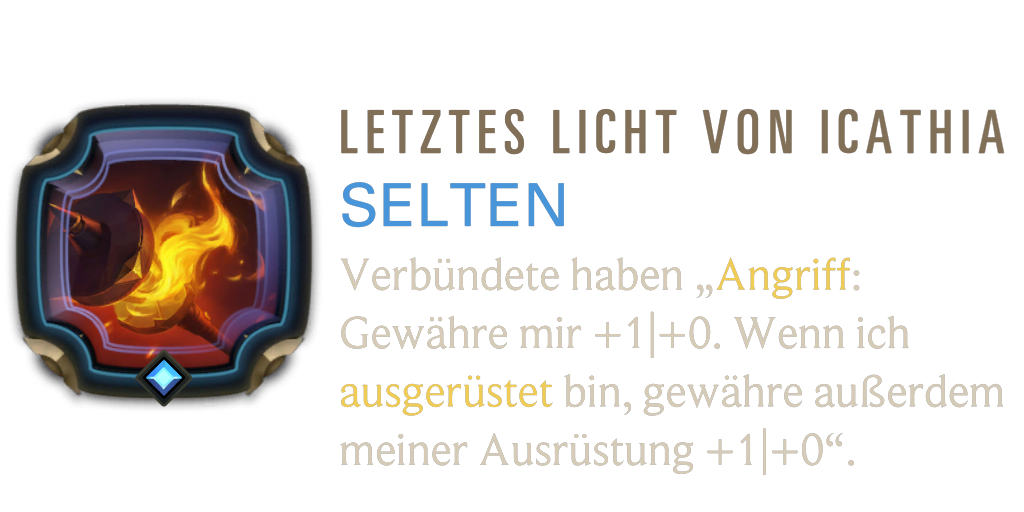 LETZTES LICHT VON ICATHIA
SELTEN
Verbündete haben „Angriff:
Gewähre mir +1|+0. Wenn ich
ausgerüstet bin, gewähre außerdem
meiner Ausrüstung +1|+0“.